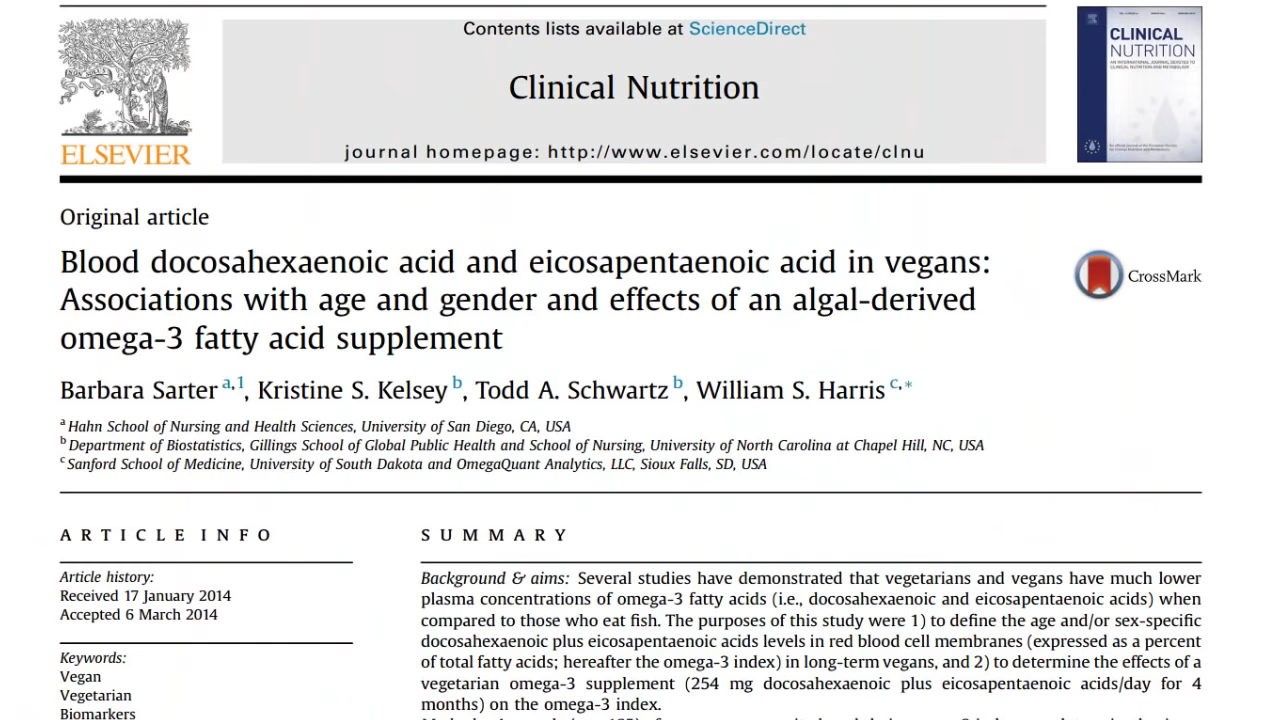 Contents lists available at ScienceDirect
Clinical Nutrition
journal homepage: http://www.elsevier.com/locate/clnu
ELSEVIER
CLINICAL
NUTRITION
AN INTERNATIONAL JOURNAL DEVOTED TO
CLINICAL NUTRITION AND METABOLISM
Original article
Blood docosahexaenoic acid and eicosapentaenoic acid in vegans:
Associations with age and gender and effects of an algal-derived
omega-3 fatty acid supplement
CrossMark
Barbara Sarter a,1, Kristine S. Kelsey b, Todd A. Schwartz b, William S. Harris c,*
a Hahn School of Nursing and Health Sciences, University of San Diego, CA, USA
b Department of Biostatistics, Gillings School of Global Public Health and School of Nursing, University of North Carolina at Chapel Hill, NC, USA
c Sanford School of Medicine, University of South Dakota and OmegaQuant Analytics, LLC, Sioux Falls, SD, USA
ARTICLE INFO
Article history:
Received 17 January 2014
Accepted 6 March 2014
Keywords:
Vegan
Vegetarian
Biomarkers
SUMMARY
Background & aims: Several studies have demonstrated that vegetarians and vegans have much lower
plasma concentrations of omega-3 fatty acids (i.e., docosahexaenoic and eicosapentaenoic acids) when
compared to those who eat fish. The purposes of this study were 1) to define the age and/or sex-specific
docosahexaenoic plus eicosapentaenoic acids levels in red blood cell membranes (expressed as a percent
of total fatty acids; hereafter the omega-3 index) in long-term vegans, and 2) to determine the effects of a
vegetarian omega-3 supplement (254 mg docosahexaenoic plus eicosapentaenoic acids/day for 4
months) on the omega-3 index.